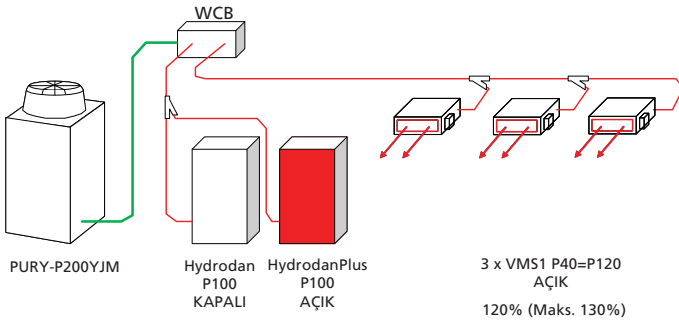 WCB
PURY-P200YJM
Hydrodan
P100
KAPALI
HydrodanPlus
P100
AÇIK
3 x VMS1 P40=P120
AÇIK
120% (Maks. 130%)